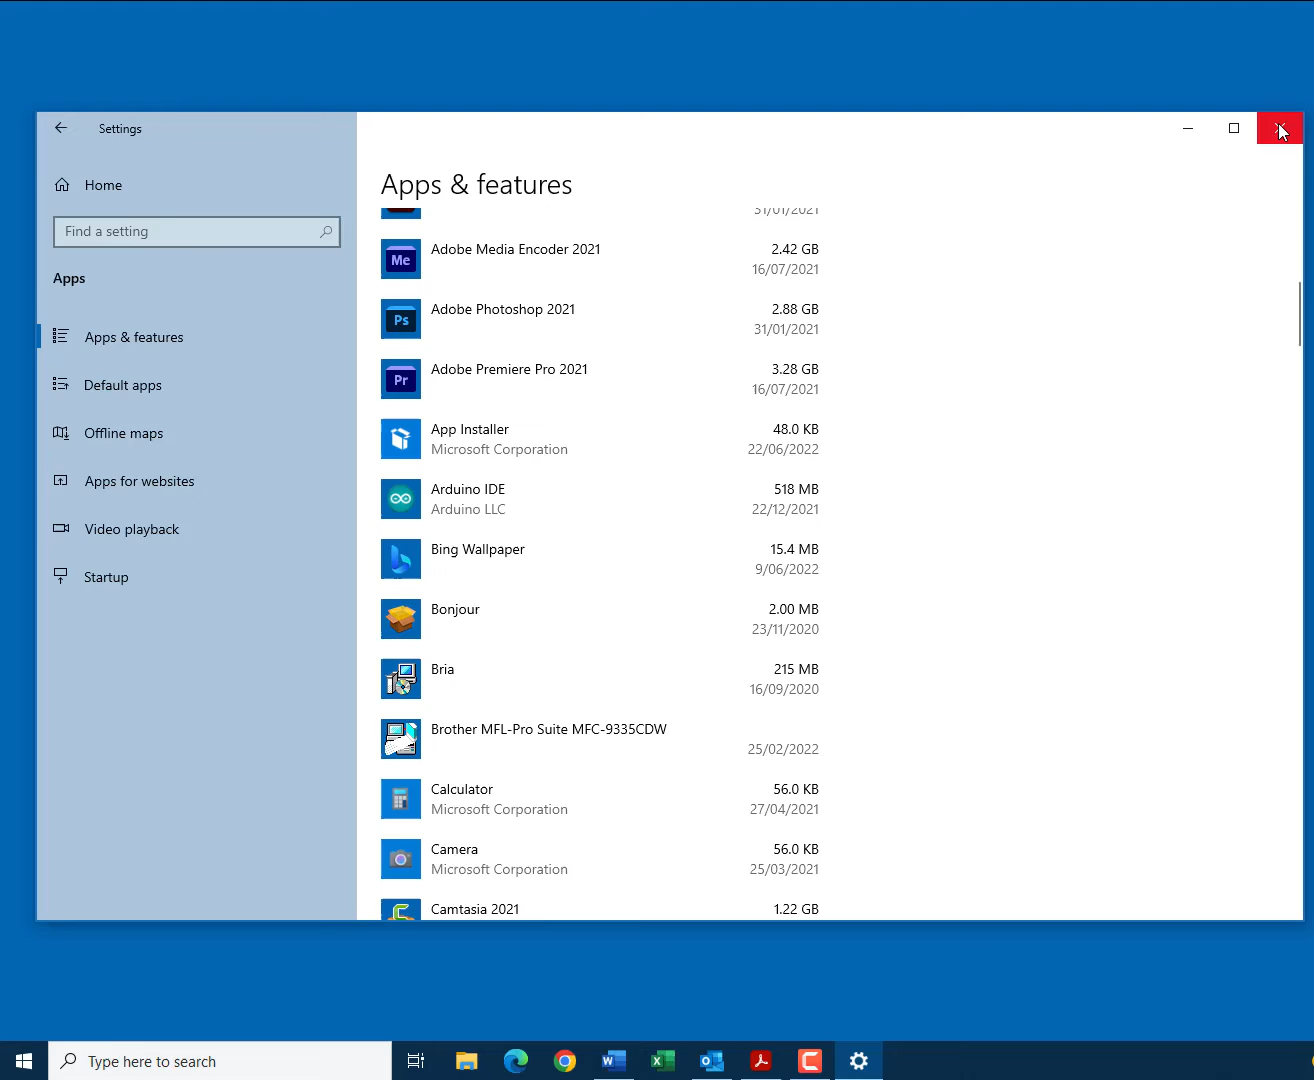 Settings
Home
Find a setting
Apps
Apps & features
Default apps
Offline maps
Apps for websites
Video playback
Startup
Apps & features
31/01/2021
Me
Adobe Media Encoder 2021
2.42 GB
16/07/2021
Ps
Adobe Photoshop 2021
2.88 GB
31/01/2021
Pr
Adobe Premiere Pro 2021
3.28 GB
16/07/2021
App Installer
48.0 KB
Microsoft Corporation
22/06/2022
Arduino IDE
518 MB
Arduino LLC
22/12/2021
Bing Wallpaper
15.4 MB
9/06/2022
Bonjour
2.00 MB
23/11/2020
Bria
215 MB
16/09/2020
Brother MFL-Pro Suite MFC-9335CDW
25/02/2022
Calculator
56.0 KB
Microsoft Corporation
27/04/2021
Camera
56.0 KB
Microsoft Corporation
25/03/2021
Camtasia 2021
1.22 GB
Type here to search